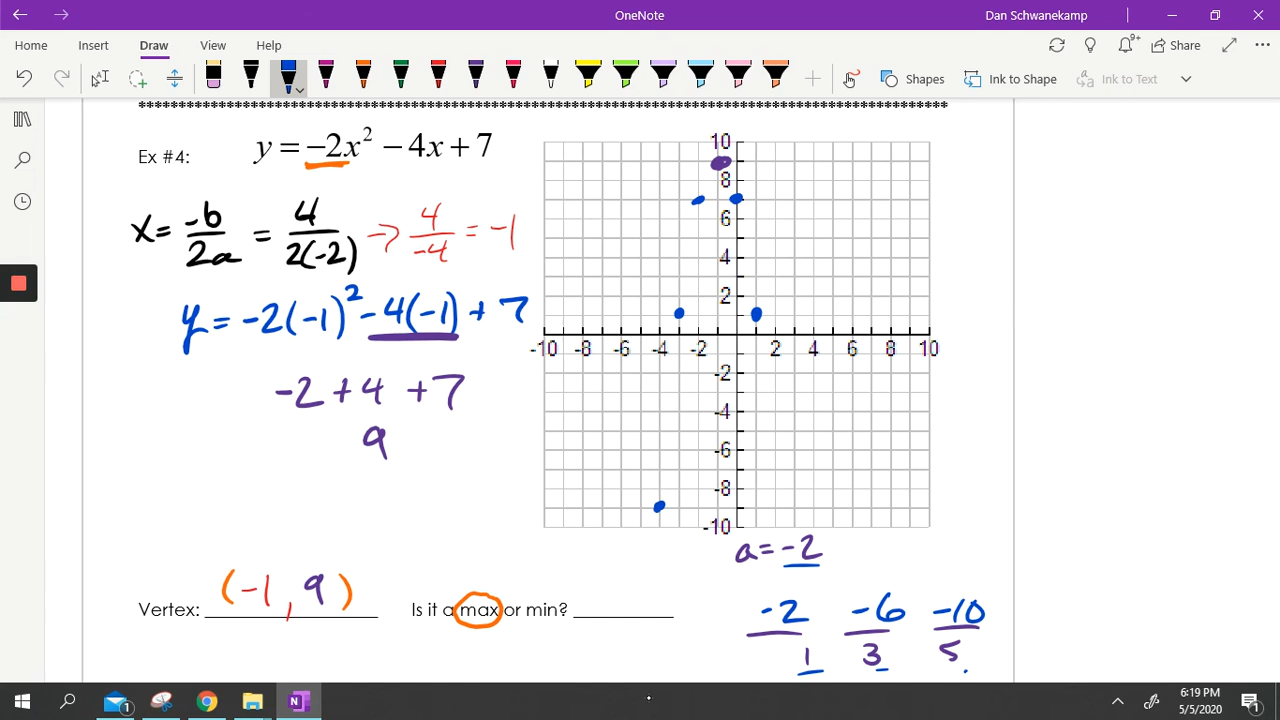 OneNote
Dan Schwanekamp
Home Insert Draw View Help
9+ Share
Shapes Ink to Shape Ink to Text
************************************************************
Ex #4: y = −2x² − 4x + 7
x = -b/2a = 4/2(-2) → 4/-4 = -1
y = -2(-1)² - 4(-1) + 7
-2 + 4 + 7
9
10
8
6
4
2
-10 -8 -6 -4 -2 2 4 6 8 10
-2
-4
-6
-8
-10
a = -2
-2 -6 -10
1 3 5
Vertex: (-1, 9) Is it a max or min? __________
1
N
6:19 PM
5/5/2020
1